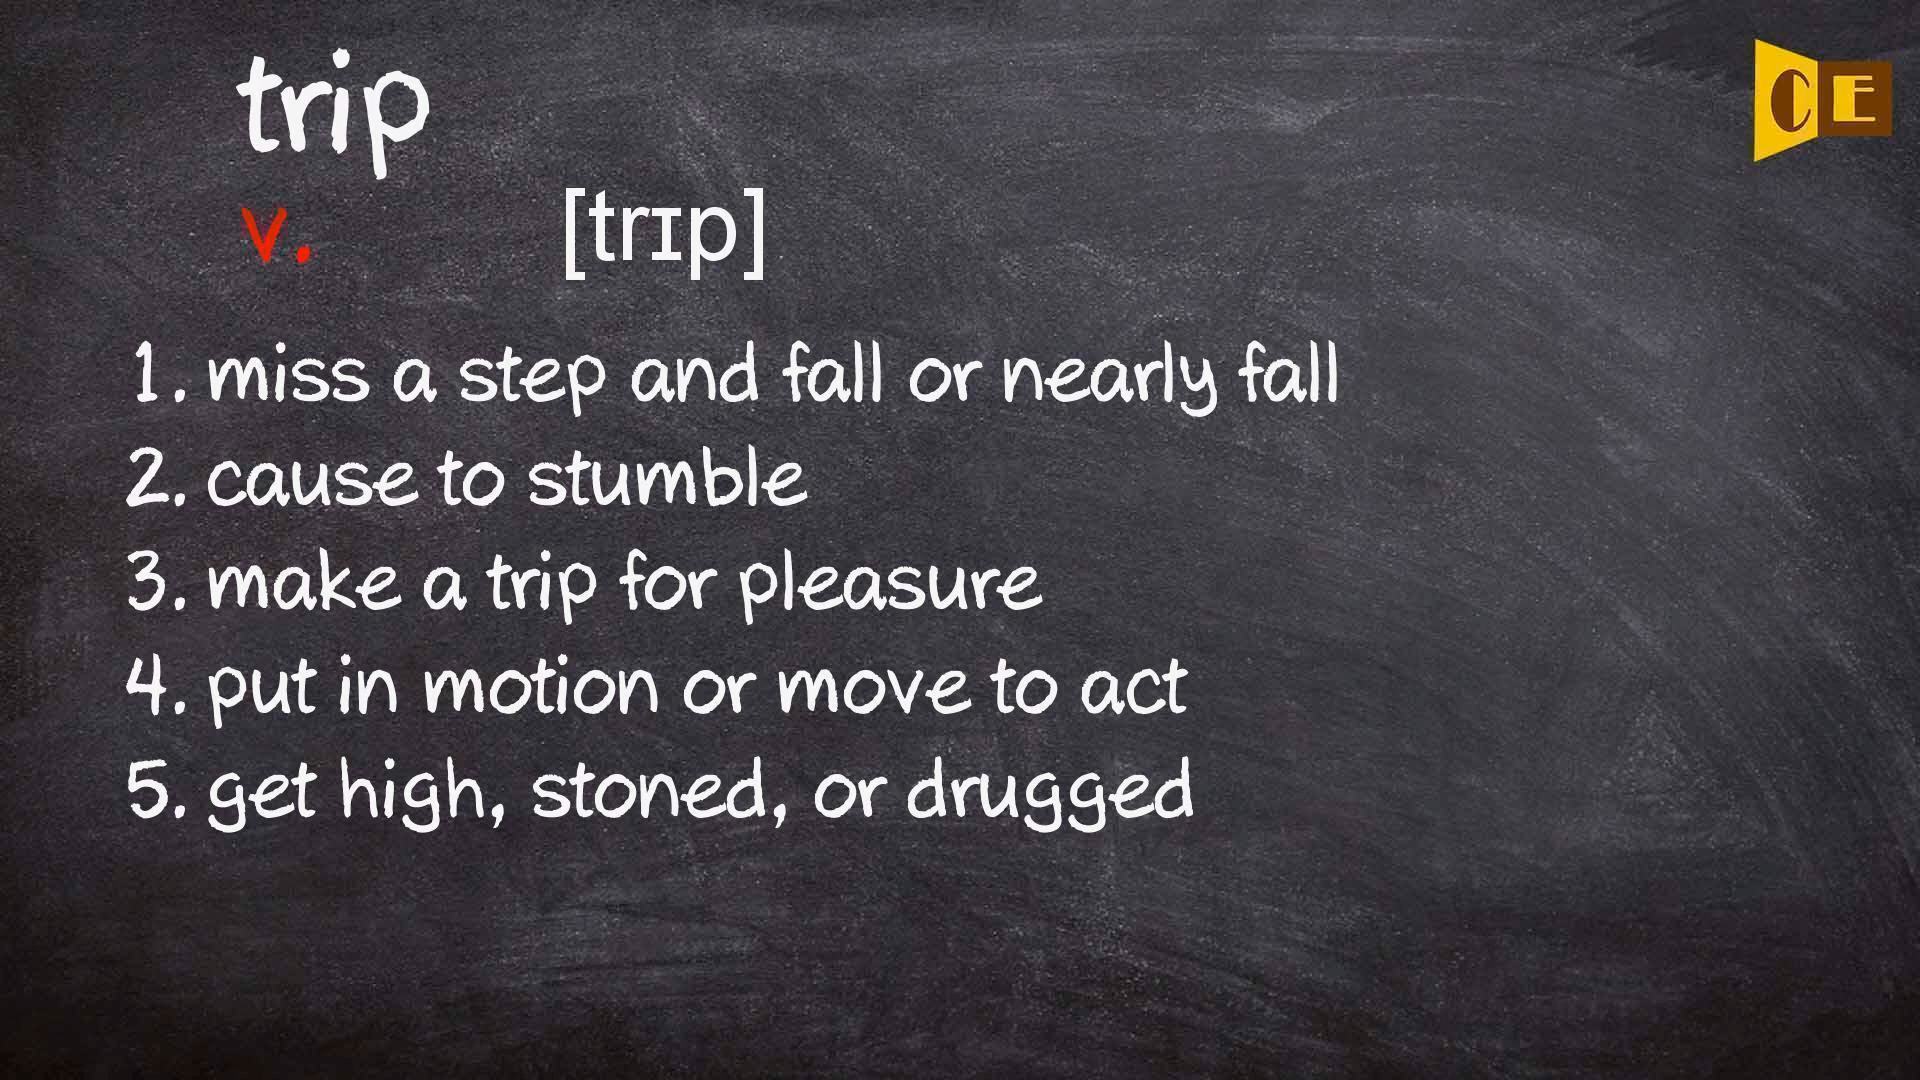 trip
CE
v. [trɪp]
1. miss a step and fall or nearly fall
2. cause to stumble
3. make a trip for pleasure
4. put in motion or move to act
5. get high, stoned, or drugged